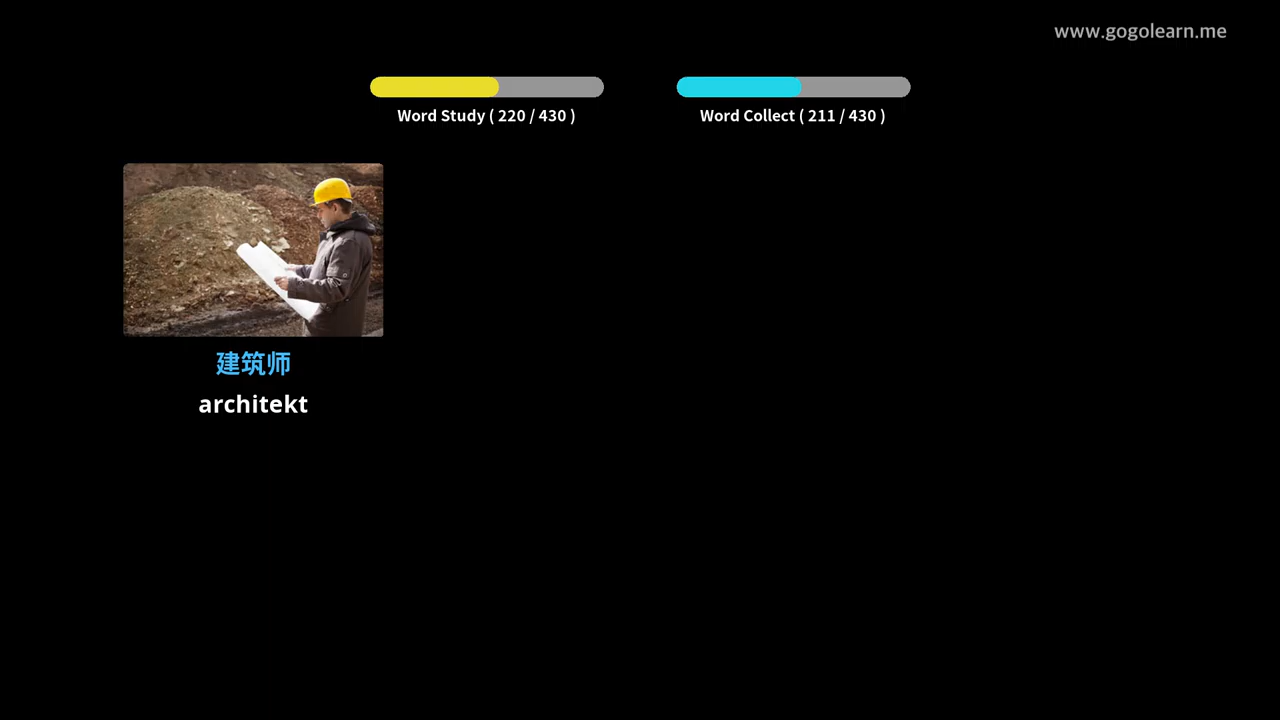 www.gogolearn.me
Word Study ( 220 / 430 )
Word Collect ( 211 / 430 )
建筑师
architekt